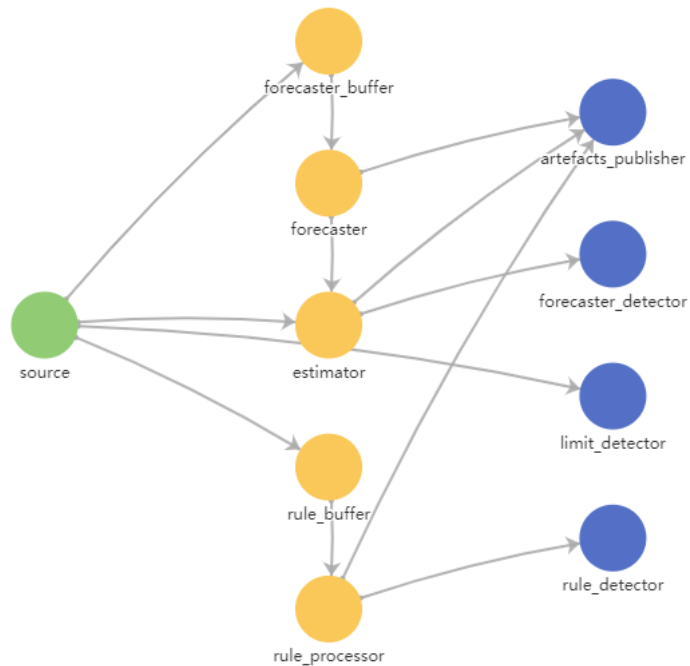 forecaster_buffer
artefacts_publisher
forecaster
forecaster_detector
source
estimator
limit_detector
rule_buffer
rule_detector
rule_processor